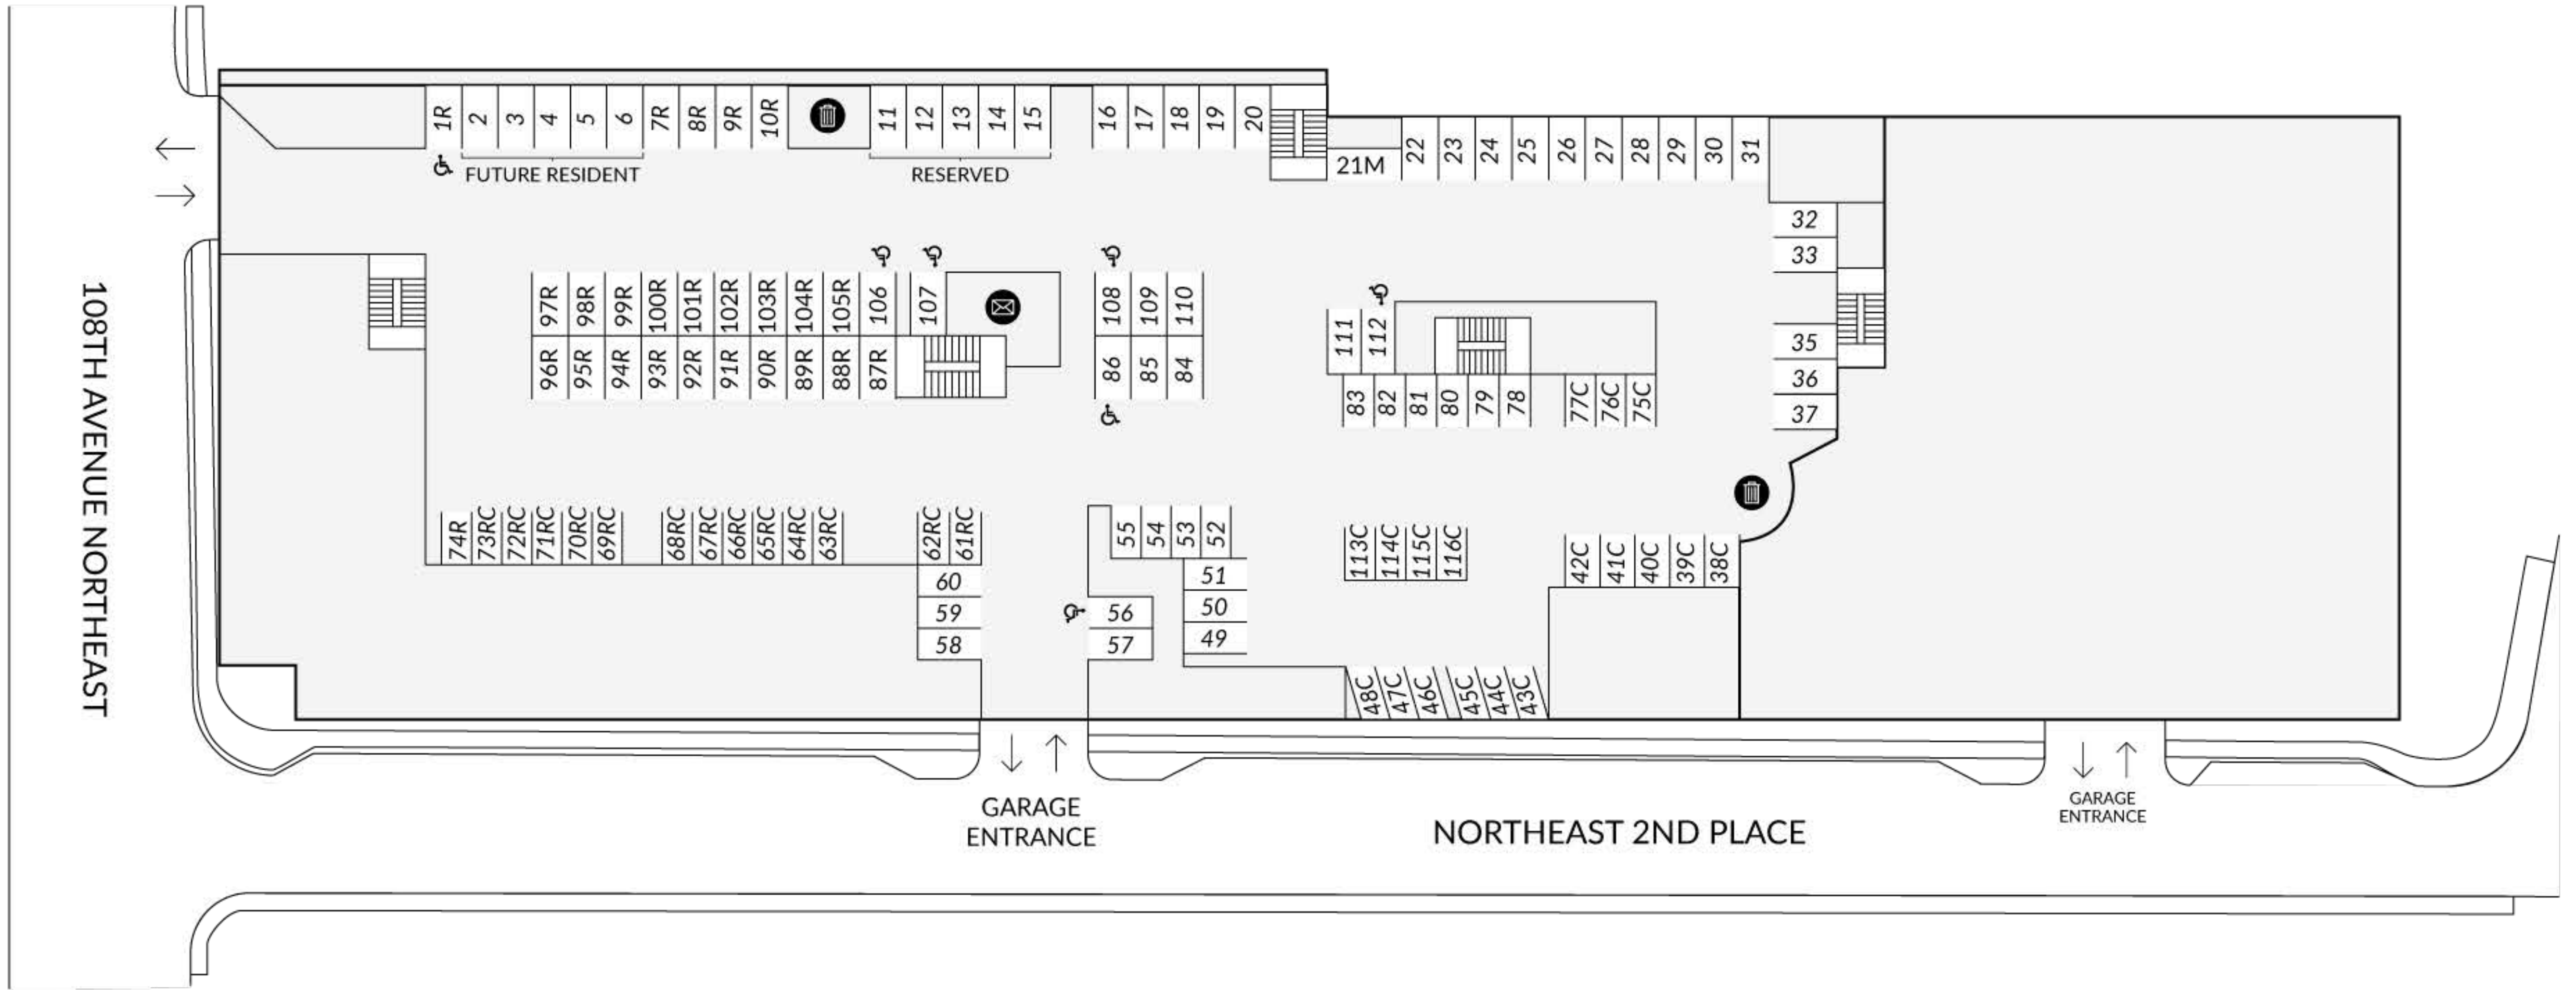 1R 2 3 4 5 6 7R 8R 9R 10R 11 12 13 14 15 16 17 18 19 20
FUTURE RESIDENT
RESERVED
21M
22 23 24 25 26 27 28 29 30 31
32
33
35
36
37
97R 98R 99R 100R 101R 102R 103R 104R 105R 106 107 108 109 110
96R 95R 94R 93R 92R 91R 90R 89R 88R 87R 86 85 84
111 112
83 82 81 80 79 78 77C 76C 75C
74R 73RC 72RC 71RC 70RC 69RC 68RC 67RC 66RC 65RC 64RC 63RC 62RC 61RC
60
59
58
55 54 53 52
51
50
49
56
57
113C 114C 115C 116C
42C 41C 40C 39C 38C
48C 47C 46C 45C 44C 43C
108TH AVENUE NORTHEAST
GARAGE
ENTRANCE
NORTHEAST 2ND PLACE
GARAGE
ENTRANCE